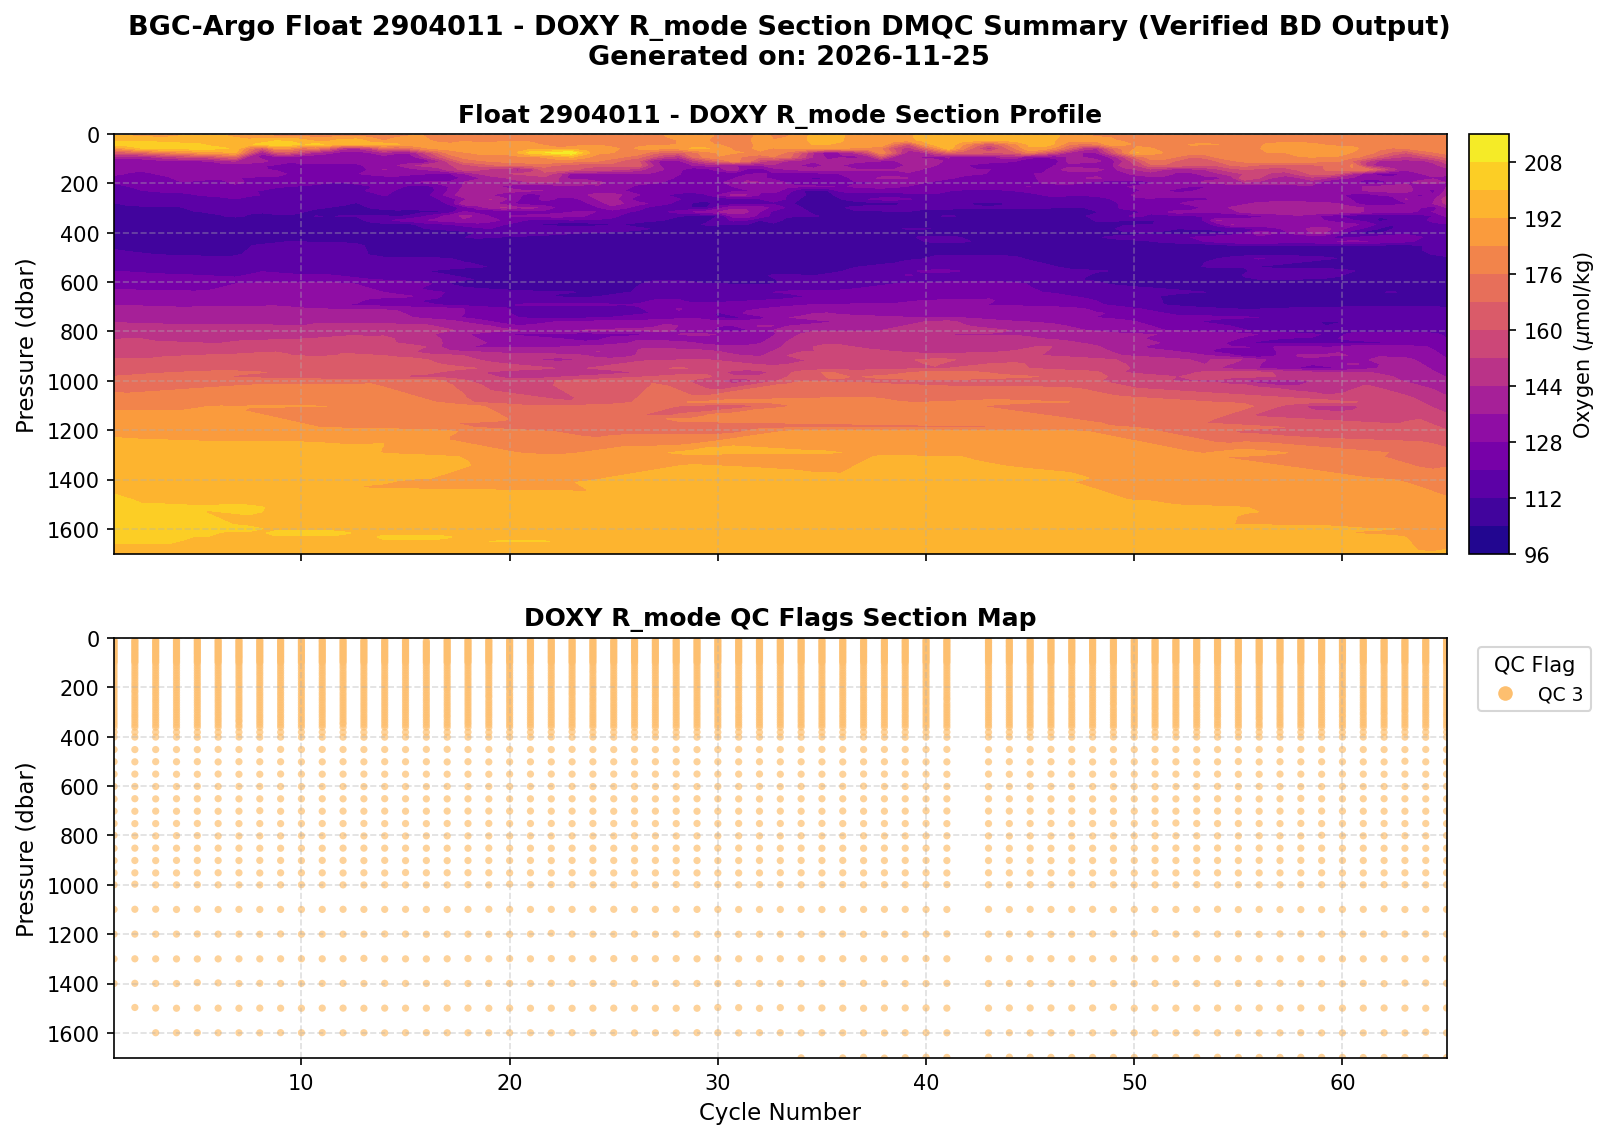 BGC-Argo Float 2904011 - DOXY R_mode Section DMQC Summary (Verified BD Output)
Generated on: 2026-11-25
Float 2904011 - DOXY R_mode Section Profile
Pressure (dbar)
0
200
400
600
800
1000
1200
1400
1600
208
192
176
160
144
128
112
96
Oxygen (μmol/kg)
DOXY R_mode QC Flags Section Map
Pressure (dbar)
0
200
400
600
800
1000
1200
1400
1600
10 20 30 40 50 60
Cycle Number
QC Flag
QC 3